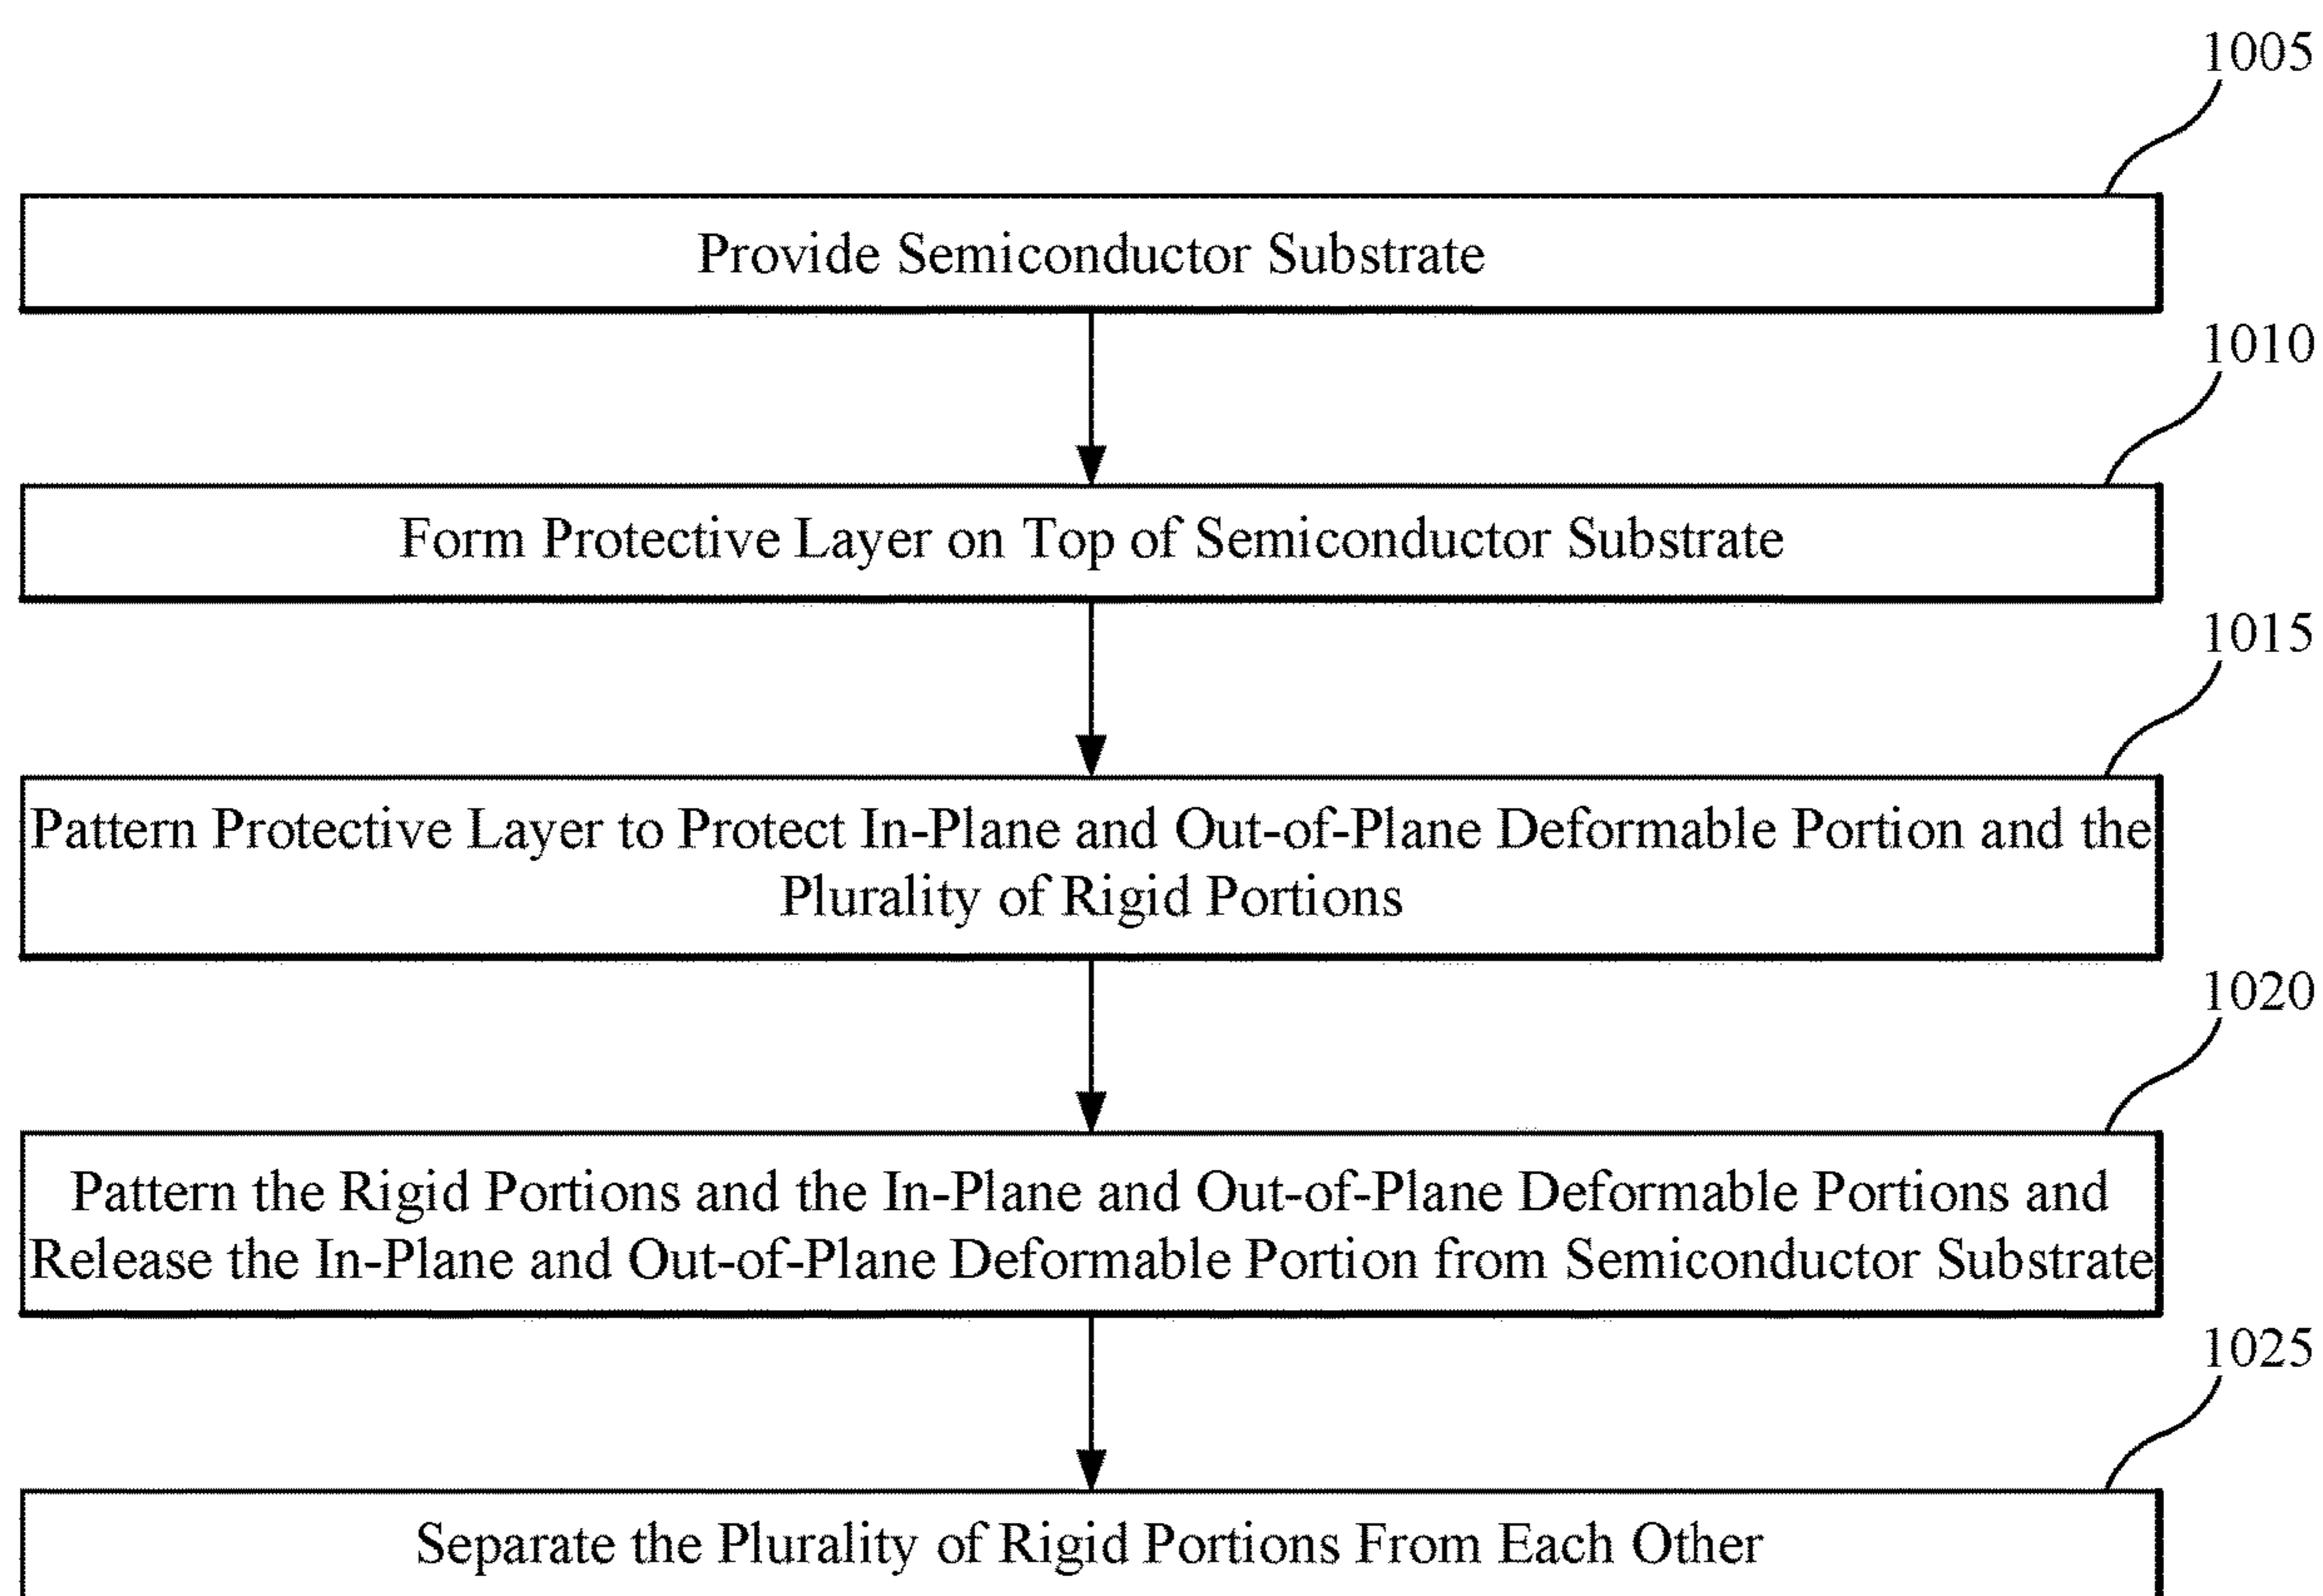 1005
Provide Semiconductor Substrate
1010
Form Protective Layer on Top of Semiconductor Substrate
1015
Pattern Protective Layer to Protect In-Plane and Out-of-Plane Deformable Portion and the
Plurality of Rigid Portions
1020
Pattern the Rigid Portions and the In-Plane and Out-of-Plane Deformable Portions and
Release the In-Plane and Out-of-Plane Deformable Portion from Semiconductor Substrate
1025
Separate the Plurality of Rigid Portions From Each Other